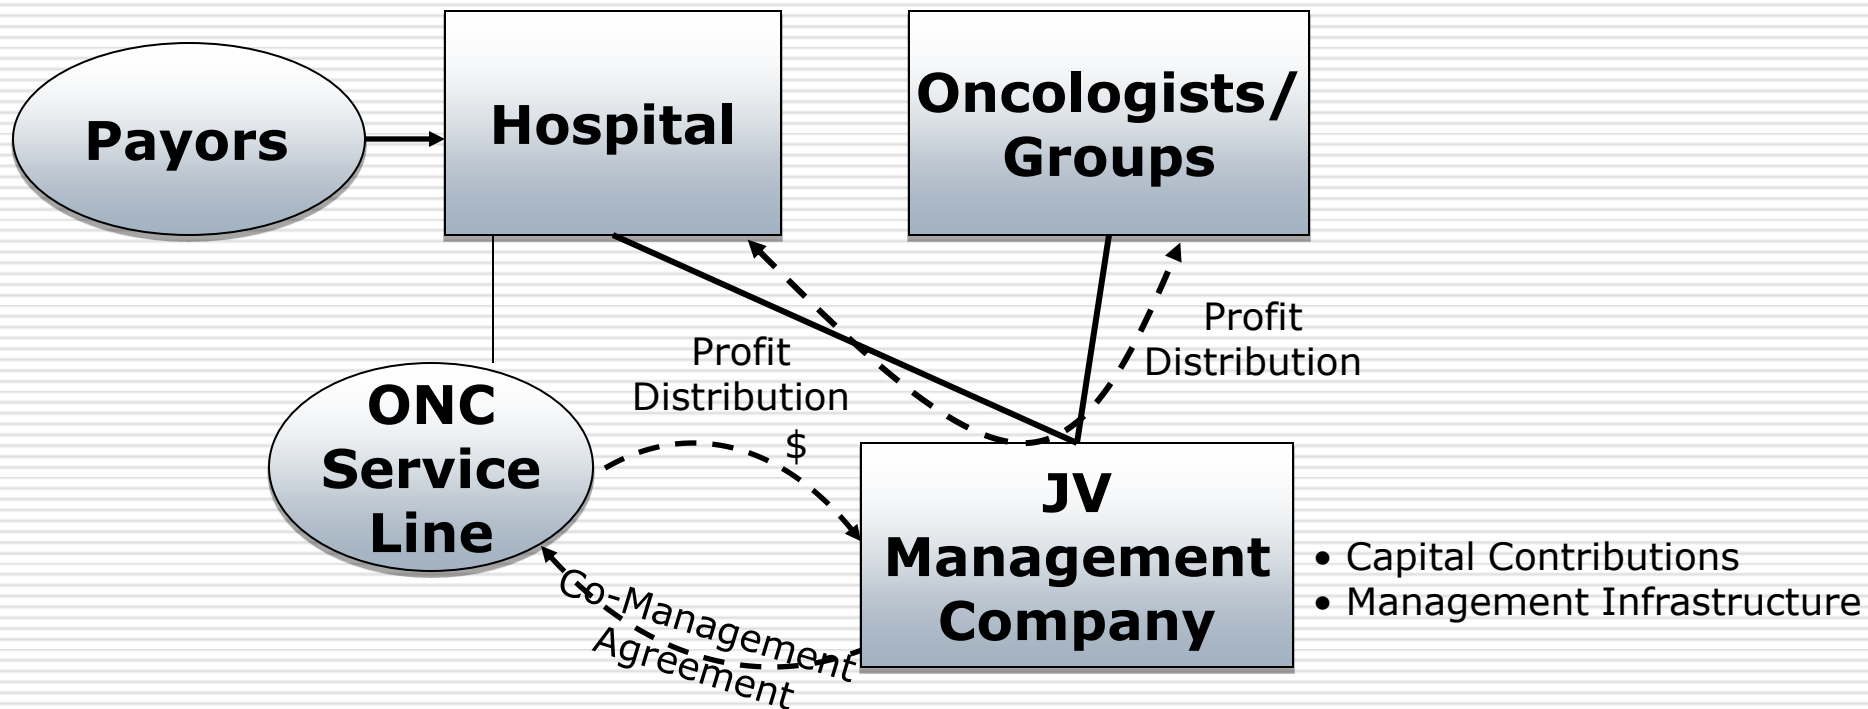 Payors
Hospital
Oncologists/
Groups
Profit
Distribution
Profit
Distribution
$
ONC
Service
Line
JV
Management
Company
• Capital Contributions
• Management Infrastructure
Co-Management
Agreement